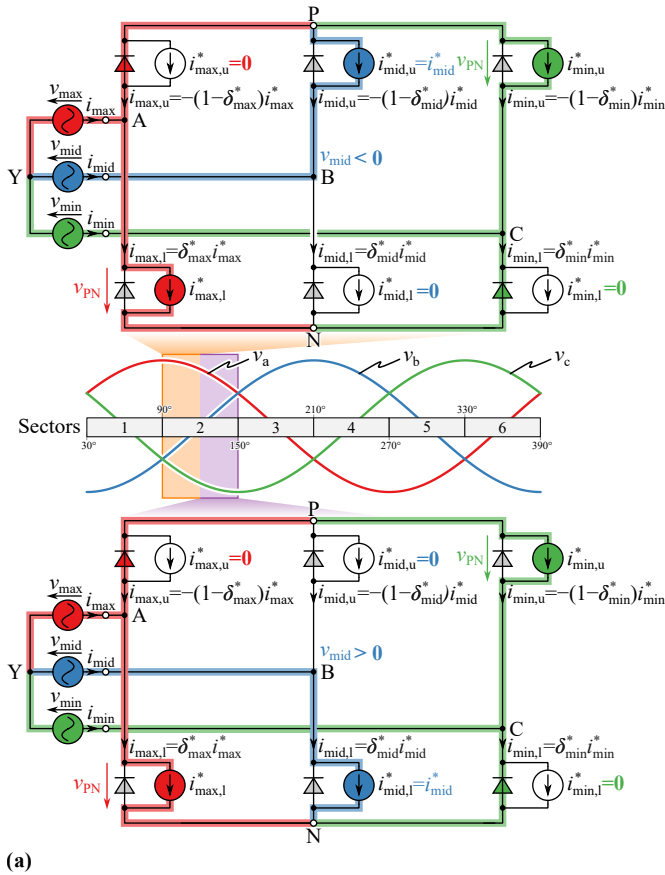 P
i*max,u=0
i*mid,u=i*mid
vPN
i*min,u
imax,u=−(1−δ*max)i*max
imid,u=−(1−δ*mid)i*mid
imin,u=−(1−δ*min)i*min
vmax
imax
A
vmid
imid
vmid<0
Y
B
vmin
imin
C
imax,l=δ*maxi*max
imid,l=δ*midi*mid
imin,l=δ*mini*min
vPN
i*max,l
i*mid,l=0
i*min,l=0
N
va
vb
vc
90°
210°
330°
Sectors
1
2
3
4
5
6
30°
150°
270°
390°
P
i*max,u=0
i*mid,u=0
vPN
i*min,u
imax,u=−(1−δ*max)i*max
imid,u=−(1−δ*mid)i*mid
imin,u=−(1−δ*min)i*min
vmax
imax
A
vmid
imid
vmid>0
Y
B
vmin
imin
C
imax,l=δ*maxi*max
imid,l=δ*midi*mid
imin,l=δ*mini*min
vPN
i*max,l
i*mid,l=i*mid
i*min,l=0
N
(a)